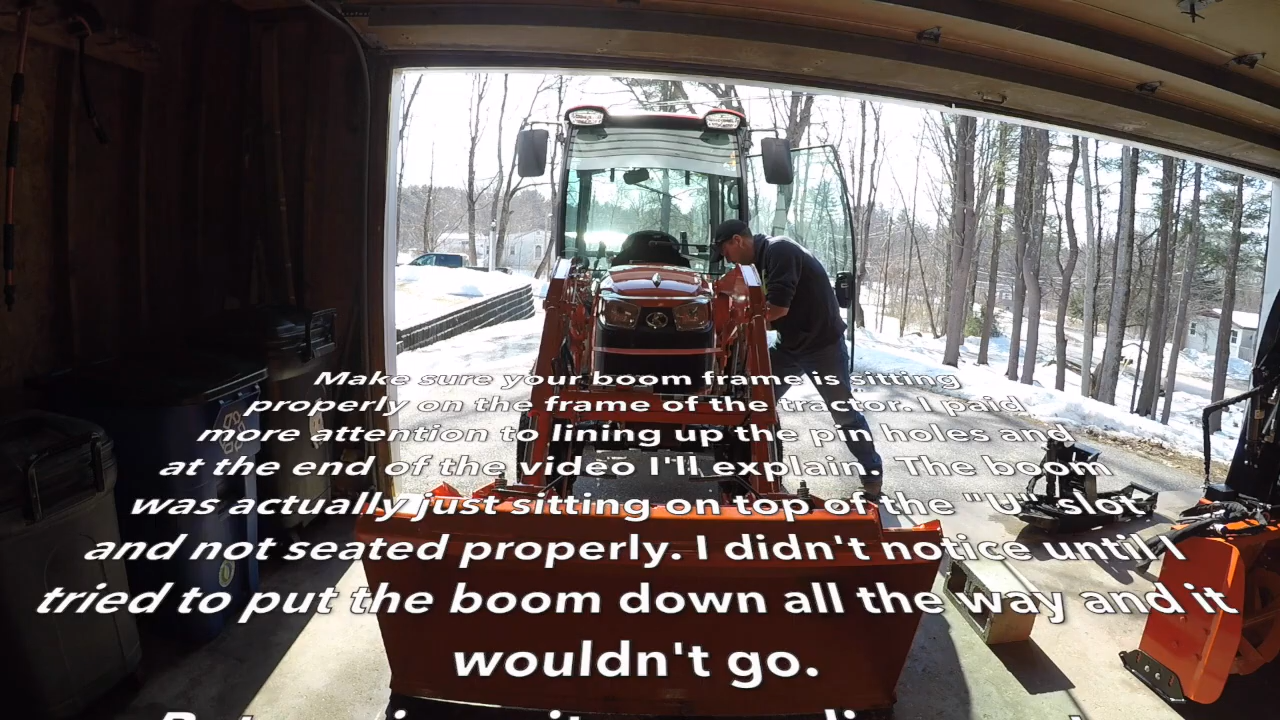 Make sure your boom frame is sitting
properly on the frame of the tractor. I paid
more attention to lining up the pin holes and
at the end of the video I'll explain. The boom
was actually just sitting on top of the "U" slot
and not seated properly. I didn't notice until I
tried to put the boom down all the way and it
wouldn't go.